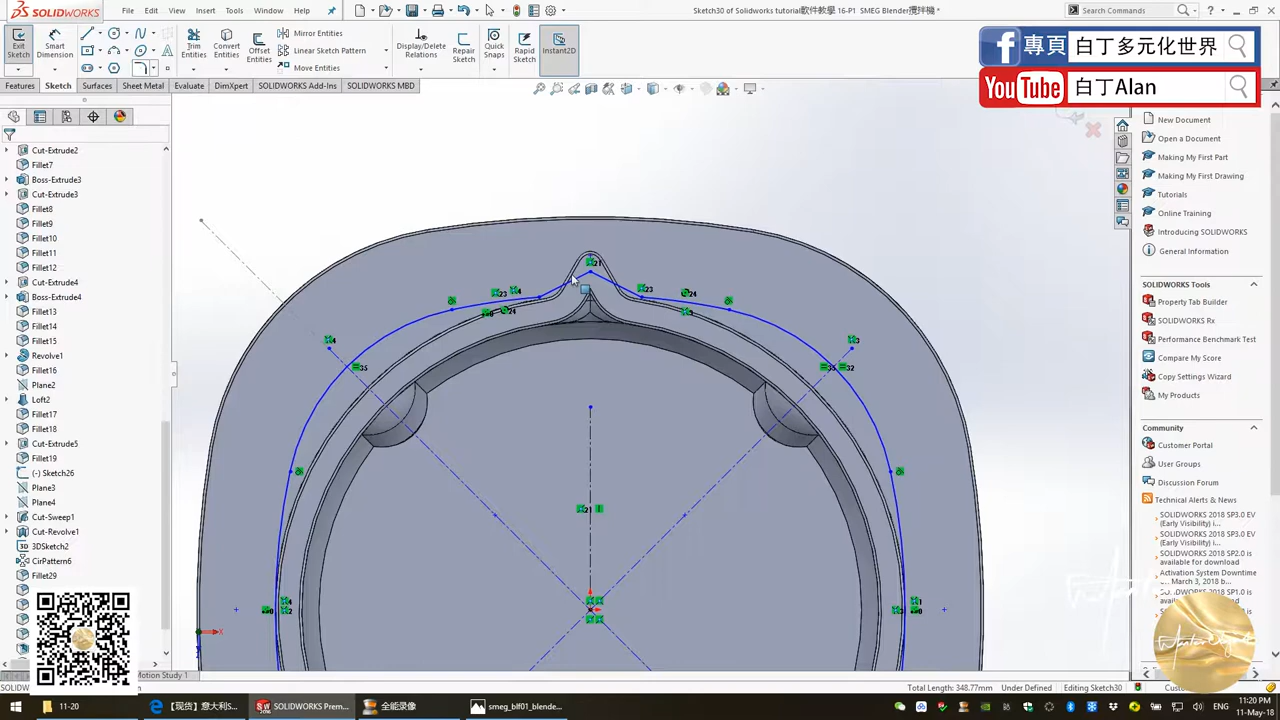 SOLIDWORKS
File Edit View Insert Tools Window Help
Sketch30 of Solidworks tutorial軟件教學 16-P1 SMEG Blender攪拌機 *
Search Commands
Exit Sketch
Smart Dimension
Trim Entities
Convert Entities
Offset Entities
Mirror Entities
Linear Sketch Pattern
Move Entities
Display/Delete Relations
Repair Sketch
Quick Snaps
Rapid Sketch
Instant2D
f 專頁 白丁多元化世界
YouTube 白丁Alan
Features Sketch Surfaces Sheet Metal Evaluate DimXpert SOLIDWORKS Add-Ins SOLIDWORKS MBD
Cut-Extrude2
Fillet7
Boss-Extrude3
Cut-Extrude3
Fillet8
Fillet9
Fillet10
Fillet11
Fillet12
Cut-Extrude4
Boss-Extrude4
Fillet13
Fillet14
Fillet15
Revolve1
Fillet16
Plane2
Loft2
Fillet17
Fillet18
Cut-Extrude5
Fillet19
(-) Sketch26
Plane3
Plane4
Cut-Sweep1
Cut-Revolve1
3DSketch2
CirPattern6
Fillet29
New Document
Open a Document
Making My First Part
Making My First Drawing
Tutorials
Online Training
Introducing SOLIDWORKS
General Information
SOLIDWORKS Tools
Property Tab Builder
SOLIDWORKS Rx
Performance Benchmark Test
Compare My Score
Copy Settings Wizard
My Products
Community
Customer Portal
User Groups
Discussion Forum
Technical Alerts & News
SOLIDWORKS 2018 SP3.0 EV
(Early Visibility) i...
SOLIDWORKS 2018 SP3.0 EV
(Early Visibility) i...
SOLIDWORKS 2018 SP2.0 is
available for download
Activation System Downtime
March 3, 2018 b...
Motion Study 1
Total Length: 348.77mm Under Defined Editing Sketch30
11-20
【现货】意大利S...
SOLIDWORKS Prem...
全能录像
smeg_blf01_blende...
ENG
11:20 PM
11-May-18